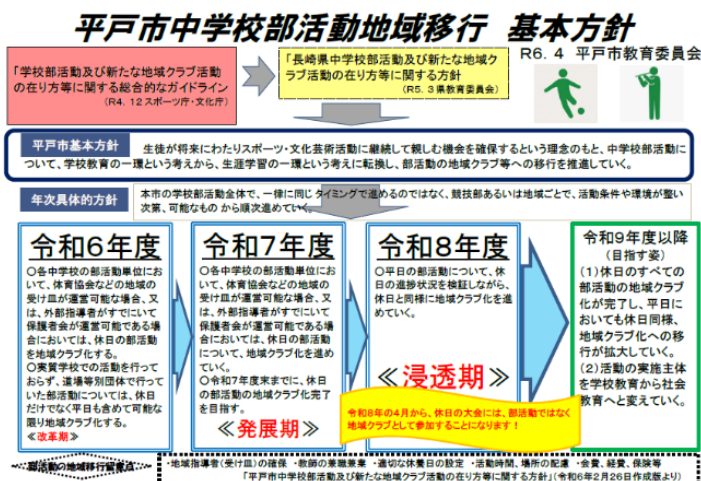 平戸市中学校部活動地域移行　基本方針
R6．4　平戸市教育委員会
「学校部活動及び新たな地域クラブ活動
の在り方等に関する総合的なガイドライン
（R4．12スポーツ庁・文化庁）
「長崎県中学校部活動及び新たな地域ク
ラブ活動の在り方等に関する方針
（R5．3県教育委員会）
平戸市基本方針
生徒が将来にわたりスポーツ・文化芸術活動に継続して親しむ機会を確保するという理念のもと、中学校部活動に
ついて、学校教育の一環という考えから、生涯学習の一環という考えに転換し、部活動の地域クラブ等への移行を推進していく。
年次具体的方針
本市の学校部活動全体で、一律に同じタイミングで進めるのではなく、競技部あるいは地域ごとで、活動条件や環境が整い
次第、可能なものから順次進めていく。
令和6年度
○各中学校の部活動単位にお
いて、体育協会などの地域の
受け皿が運営可能な場合、又
は、外部指導者がすでにいて
保護者会が運営可能である場
合においては、休日の部活動
を地域クラブ化する。
○実質学校での活動を行って
おらず、道場等別団体で行って
いた部活動については、休日
だけでなく平日も含めて可能な
限り地域クラブ化する。
≪改革期≫
令和7年度
○各中学校の部活動単位にお
いて、体育協会などの地域の
受け皿が運営可能な場合、又
は、外部指導者がすでにいて
保護者会が運営可能である場
合においては、休日の部活動
について、地域クラブ化を進め
ていく。
○令和7年度末までに、休日
の部活動の地域クラブ化完了
を目指す。
≪発展期≫
令和8年度
○平日の部活動について、休
日の進捗状況を検証しながら、
休日と同様に地域クラブ化を進
めていく。
≪浸透期≫
令和8年の4月から、休日の大会には、部活動ではなく
地域クラブとして参加することになります！
令和9年度以降
（目指す姿）
（1）休日のすべての
部活動の地域クラブ
化が完了し、平日に
おいても休日同様、
地域クラブ化への移
行が拡大していく。
（2）活動の実施主体
を学校教育から社会
教育へと変えていく。
部活動の地域移行留意点
・地域指導者（受け皿）の確保　・教師の兼職兼業　・適切な休養日の設定　・活動時間、場所の配慮　・会費、経費、保険等
「平戸市中学校部活動及び新たな地域クラブ活動の在り方等に関する方針」（令和6年2月26日作成版より）